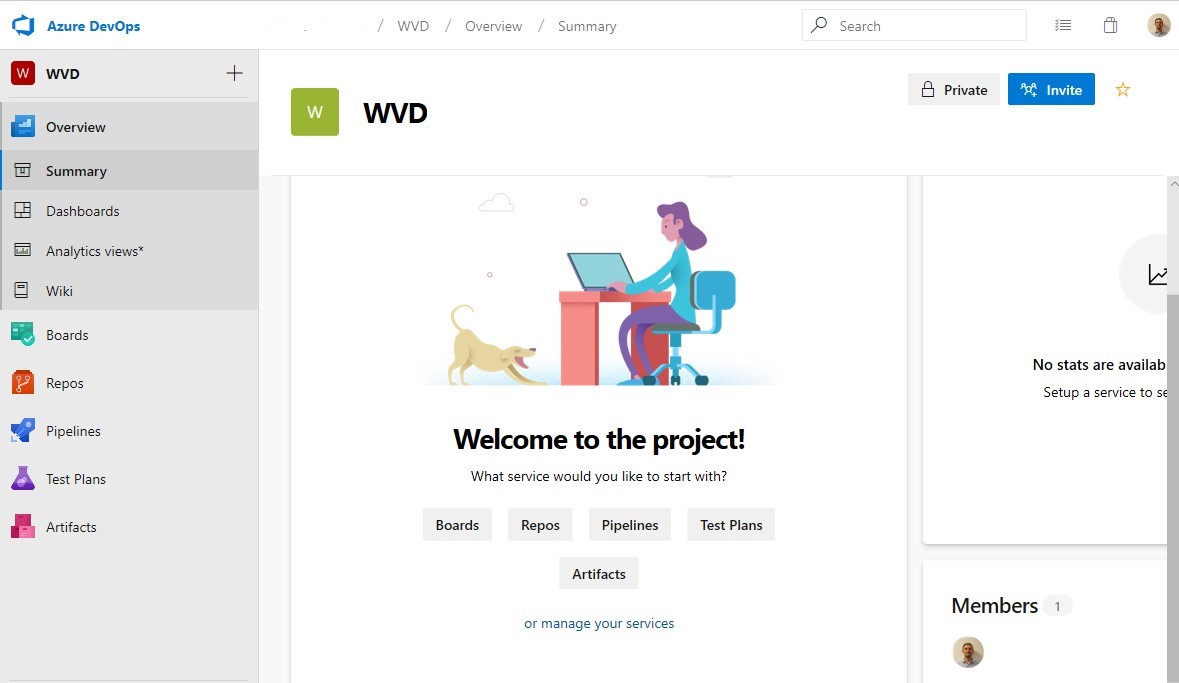 Azure DevOps / WVD / Overview / Summary Search
W WVD
Overview
Summary
Dashboards
Analytics views*
Wiki
Boards
Repos
Pipelines
Test Plans
Artifacts
W WVD
Private Invite
Welcome to the project!
What service would you like to start with?
Boards Repos Pipelines Test Plans
Artifacts
or manage your services
No stats are availab
Setup a service to se
Members 1